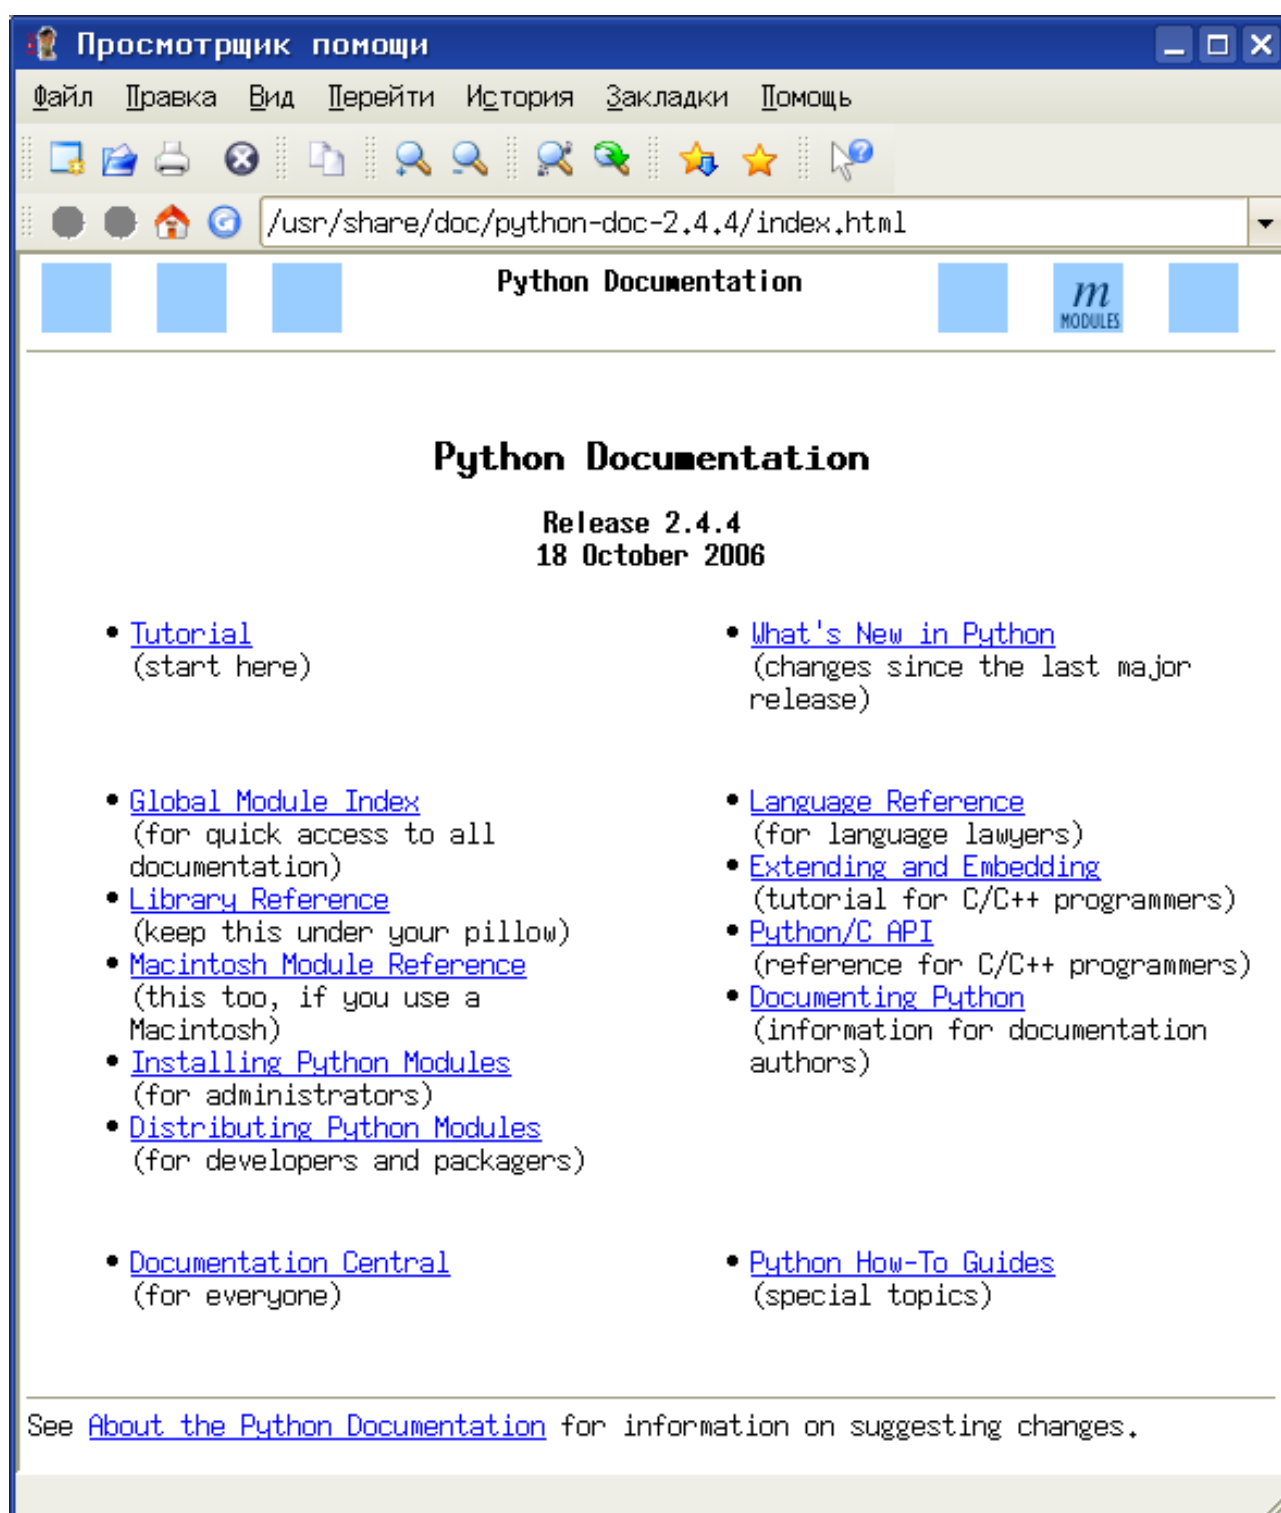 Просмотрщик помощи
Файл Правка Вид Перейти История Закладки Помощь
/usr/share/doc/python-doc-2.4.4/index.html
Python Documentation
m
MODULES
Python Documentation
Release 2.4.4
18 October 2006
Tutorial
(start here)
What's New in Python
(changes since the last major
release)
Global Module Index
(for quick access to all
documentation)
Library Reference
(keep this under your pillow)
Macintosh Module Reference
(this too, if you use a
Macintosh)
Installing Python Modules
(for administrators)
Distributing Python Modules
(for developers and packagers)
Language Reference
(for language lawyers)
Extending and Embedding
(tutorial for C/C++ programmers)
Python/C API
(reference for C/C++ programmers)
Documenting Python
(information for documentation
authors)
Documentation Central
(for everyone)
Python How-To Guides
(special topics)
See About the Python Documentation for information on suggesting changes.